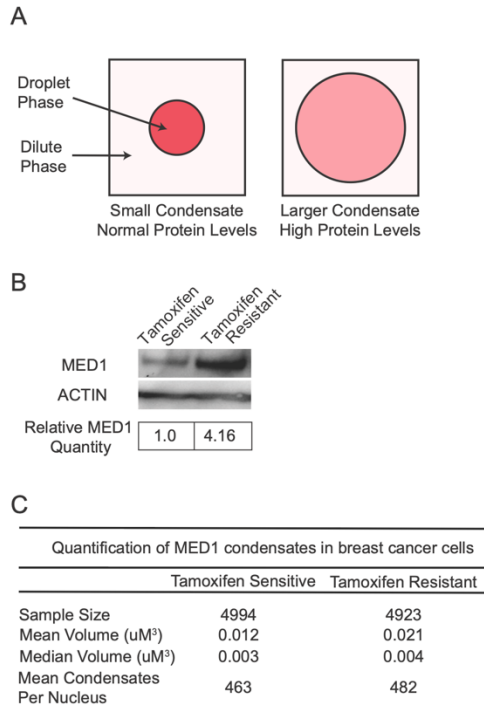 A
Droplet
Phase
Dilute
Phase
Small Condensate
Normal Protein Levels
Larger Condensate
High Protein Levels
B
Tamoxifen
Sensitive
Tamoxifen
Resistant
MED1
ACTIN
Relative MED1
Quantity
1.0 4.16
C
Quantification of MED1 condensates in breast cancer cells
Tamoxifen Sensitive Tamoxifen Resistant
Sample Size 4994 4923
Mean Volume (uM³) 0.012 0.021
Median Volume (uM³) 0.003 0.004
Mean Condensates
Per Nucleus 463 482